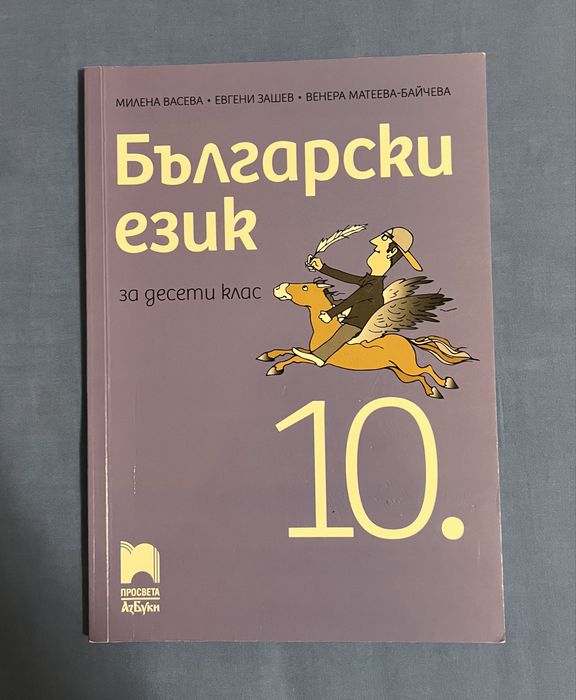 МИЛЕНА ВАСЕВА • ЕВГЕНИ ЗАШЕВ • ВЕНЕРА МАТЕЕВА-БАЙЧЕВА
Български
език
за десети клас
10.
ПРОСВЕТА
АзБуки